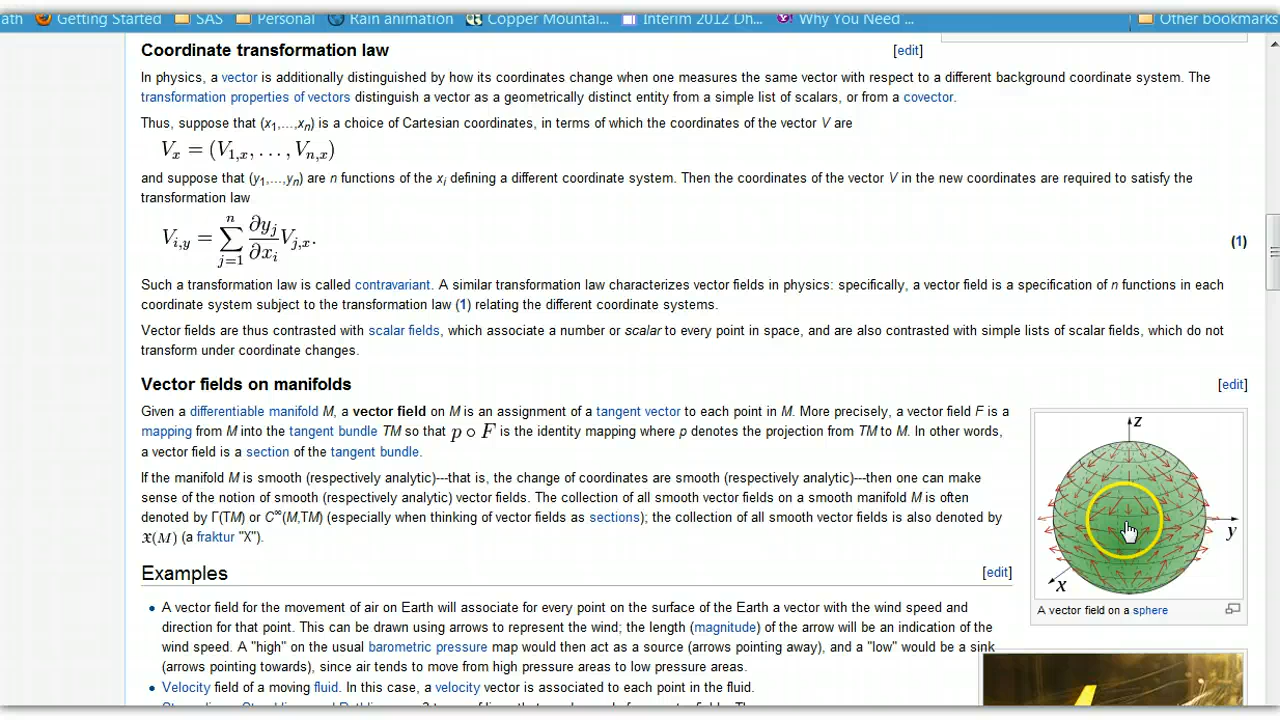 ath Getting Started SAS Personal Rain animation Copper Mountai... Interim 2012 Dh... Why You Need ... Other bookmarks
Coordinate transformation law [edit]
In physics, a vector is additionally distinguished by how its coordinates change when one measures the same vector with respect to a different background coordinate system. The
transformation properties of vectors distinguish a vector as a geometrically distinct entity from a simple list of scalars, or from a covector.
Thus, suppose that (x₁,...,xₙ) is a choice of Cartesian coordinates, in terms of which the coordinates of the vector V are
Vₓ = (V₁,ₓ, . . . , Vₙ,ₓ)
and suppose that (y₁,...,yₙ) are n functions of the xᵢ defining a different coordinate system. Then the coordinates of the vector V in the new coordinates are required to satisfy the
transformation law
V_{i,y} = \sum_{j=1}^{n} \frac{∂y_j}{∂x_i} V_{j,x}. (1)
Such a transformation law is called contravariant. A similar transformation law characterizes vector fields in physics: specifically, a vector field is a specification of n functions in each
coordinate system subject to the transformation law (1) relating the different coordinate systems.
Vector fields are thus contrasted with scalar fields, which associate a number or scalar to every point in space, and are also contrasted with simple lists of scalar fields, which do not
transform under coordinate changes.
Vector fields on manifolds [edit]
Given a differentiable manifold M, a vector field on M is an assignment of a tangent vector to each point in M. More precisely, a vector field F is a
mapping from M into the tangent bundle TM so that p ∘ F is the identity mapping where p denotes the projection from TM to M. In other words,
a vector field is a section of the tangent bundle.
If the manifold M is smooth (respectively analytic)---that is, the change of coordinates are smooth (respectively analytic)---then one can make
sense of the notion of smooth (respectively analytic) vector fields. The collection of all smooth vector fields on a smooth manifold M is often
denoted by Γ(TM) or C^∞(M,TM) (especially when thinking of vector fields as sections); the collection of all smooth vector fields is also denoted by
𝔛(M) (a fraktur "X").
z
y
x
A vector field on a sphere
Examples [edit]
• A vector field for the movement of air on Earth will associate for every point on the surface of the Earth a vector with the wind speed and
direction for that point. This can be drawn using arrows to represent the wind; the length (magnitude) of the arrow will be an indication of the
wind speed. A "high" on the usual barometric pressure map would then act as a source (arrows pointing away), and a "low" would be a sink
(arrows pointing towards), since air tends to move from high pressure areas to low pressure areas.
• Velocity field of a moving fluid. In this case, a velocity vector is associated to each point in the fluid.